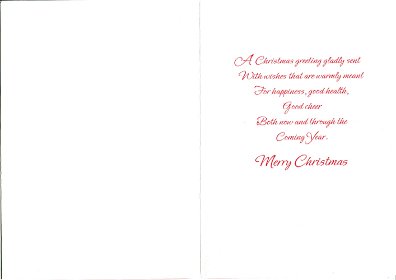 A Christmas greeting gladly sent
With wishes that are warmly meant
For happiness, good health,
Good cheer
Both now and through the
Coming Year.
Merry Christmas